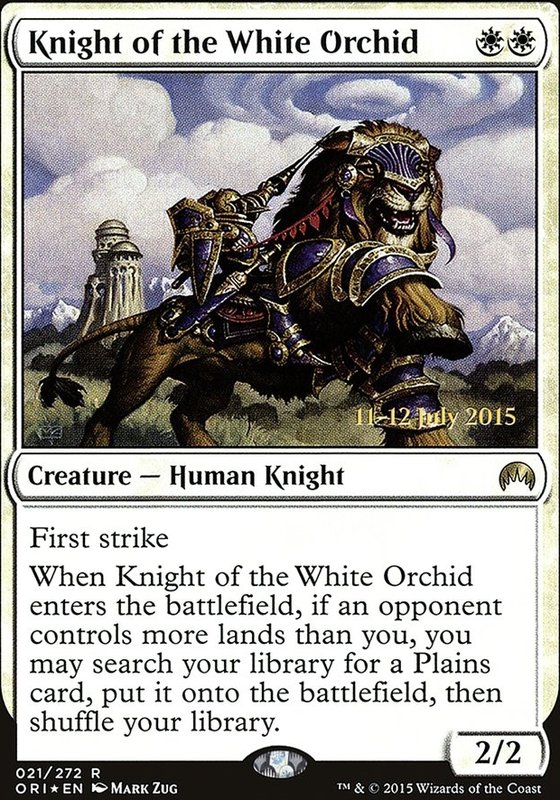 Knight of the White Orchid
11-12 July 2015
Creature — Human Knight
First strike
When Knight of the White Orchid
enters the battlefield, if an opponent
controls more lands than you, you
may search your library for a Plains
card, put it onto the battlefield, then
shuffle your library.
2/2
021/272 R
ORI★EN Mark Zug
™ & © 2015 Wizards of the Coast